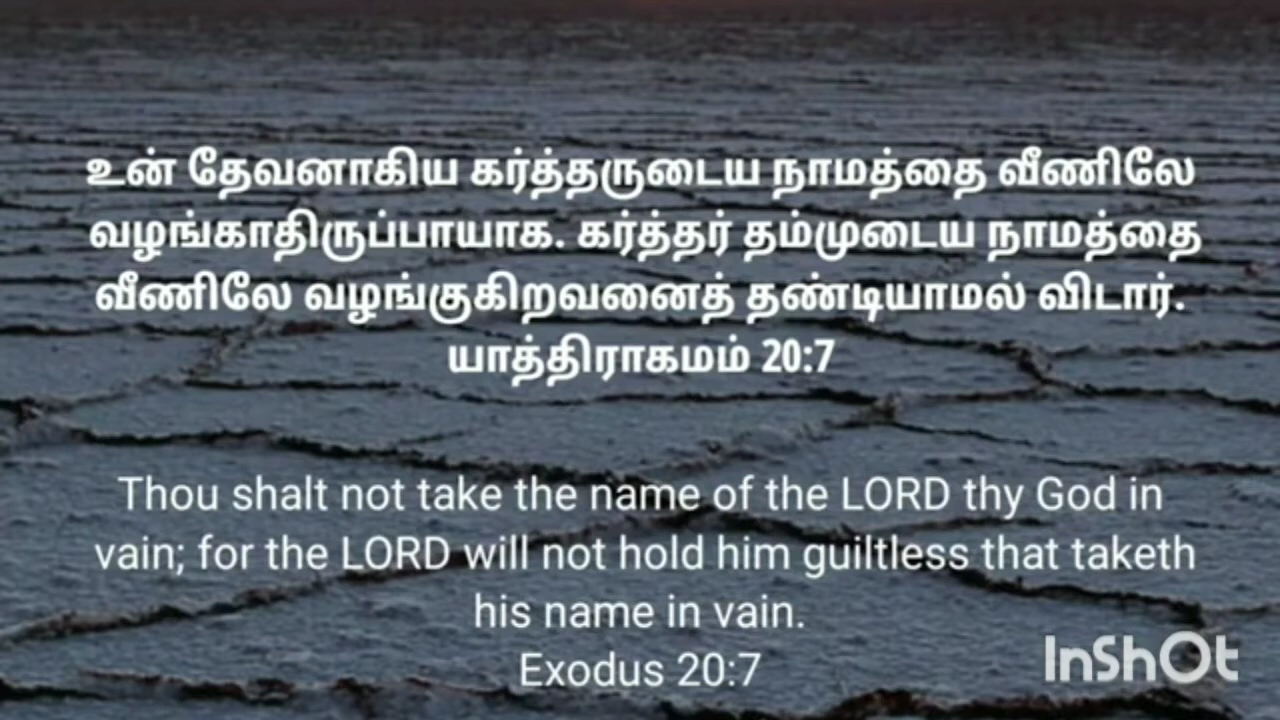 உன் தேவனாகிய கர்த்தருடைய நாமத்தை வீணிலே
வழங்காதிருப்பாயாக. கர்த்தர் தம்முடைய நாமத்தை
வீணிலே வழங்குகிறவனைத் தண்டியாமல் விடார்.
யாத்திராகமம் 20:7
Thou shalt not take the name of the LORD thy God in
vain; for the LORD will not hold him guiltless that taketh
his name in vain.
Exodus 20:7
InShOt